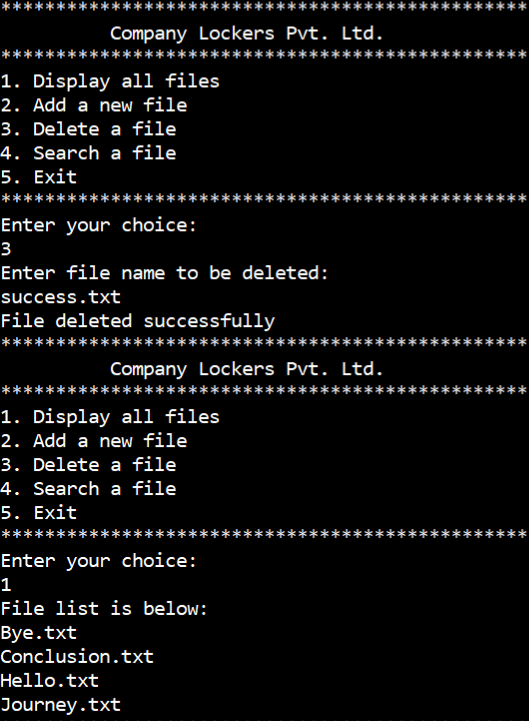 ************************************************
Company Lockers Pvt. Ltd.
************************************************
1. Display all files
2. Add a new file
3. Delete a file
4. Search a file
5. Exit
************************************************
Enter your choice:
3
Enter file name to be deleted:
success.txt
File deleted successfully
************************************************
Company Lockers Pvt. Ltd.
************************************************
1. Display all files
2. Add a new file
3. Delete a file
4. Search a file
5. Exit
************************************************
Enter your choice:
1
File list is below:
Bye.txt
Conclusion.txt
Hello.txt
Journey.txt